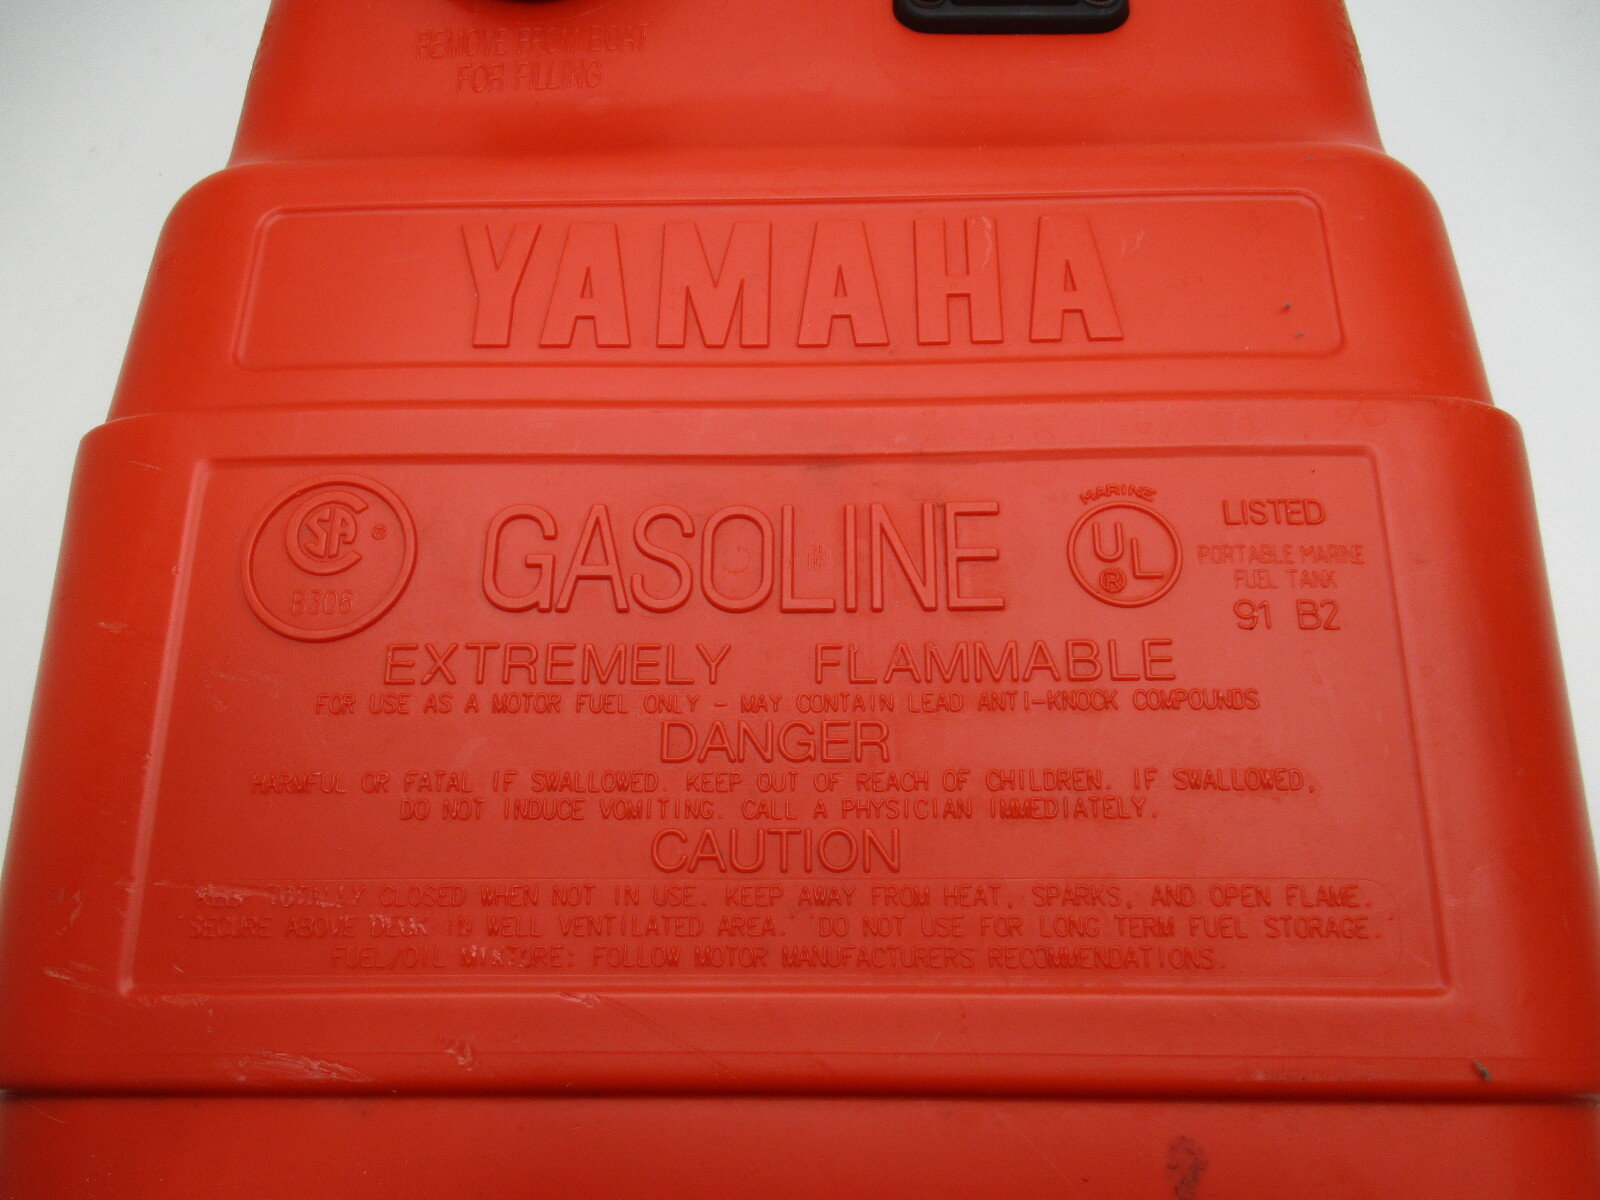 REMOVE FROM BOAT
FOR FILLING
YAMAHA
CSA ®
B306
GASOLINE
MARINE
UL
®
LISTED
PORTABLE MARINE
FUEL TANK
91 B2
EXTREMELY FLAMMABLE
FOR USE AS A MOTOR FUEL ONLY - MAY CONTAIN LEAD ANTI-KNOCK COMPOUNDS
DANGER
HARMFUL OR FATAL IF SWALLOWED. KEEP OUT OF REACH OF CHILDREN. IF SWALLOWED,
DO NOT INDUCE VOMITING. CALL A PHYSICIAN IMMEDIATELY.
CAUTION
KEEP TOTALLY CLOSED WHEN NOT IN USE. KEEP AWAY FROM HEAT, SPARKS, AND OPEN FLAME.
SECURE ABOVE DECK IN WELL VENTILATED AREA. DO NOT USE FOR LONG TERM FUEL STORAGE.
FUEL/OIL MIXTURE: FOLLOW MOTOR MANUFACTURERS RECOMMENDATIONS.